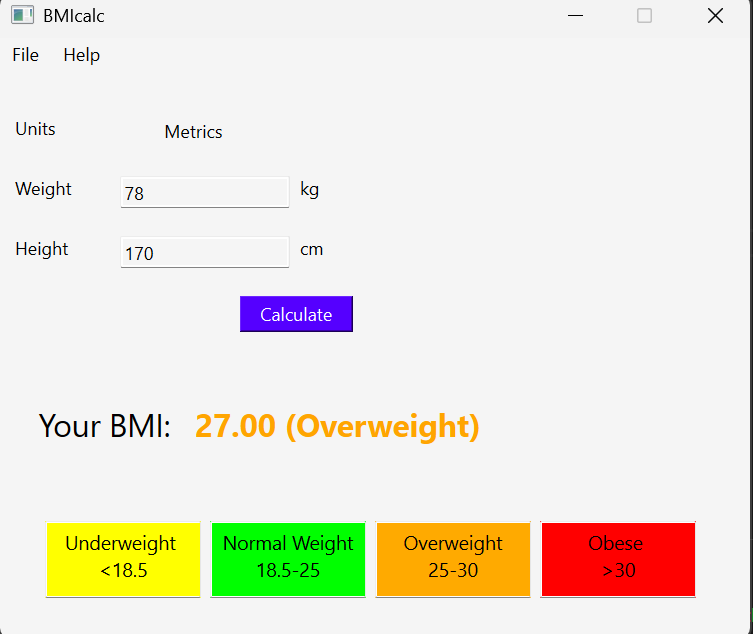 BMIcalc
File Help
Units Metrics
Weight 78 kg
Height 170 cm
Calculate
Your BMI: 27.00 (Overweight)
Underweight
<18.5
Normal Weight
18.5-25
Overweight
25-30
Obese
>30